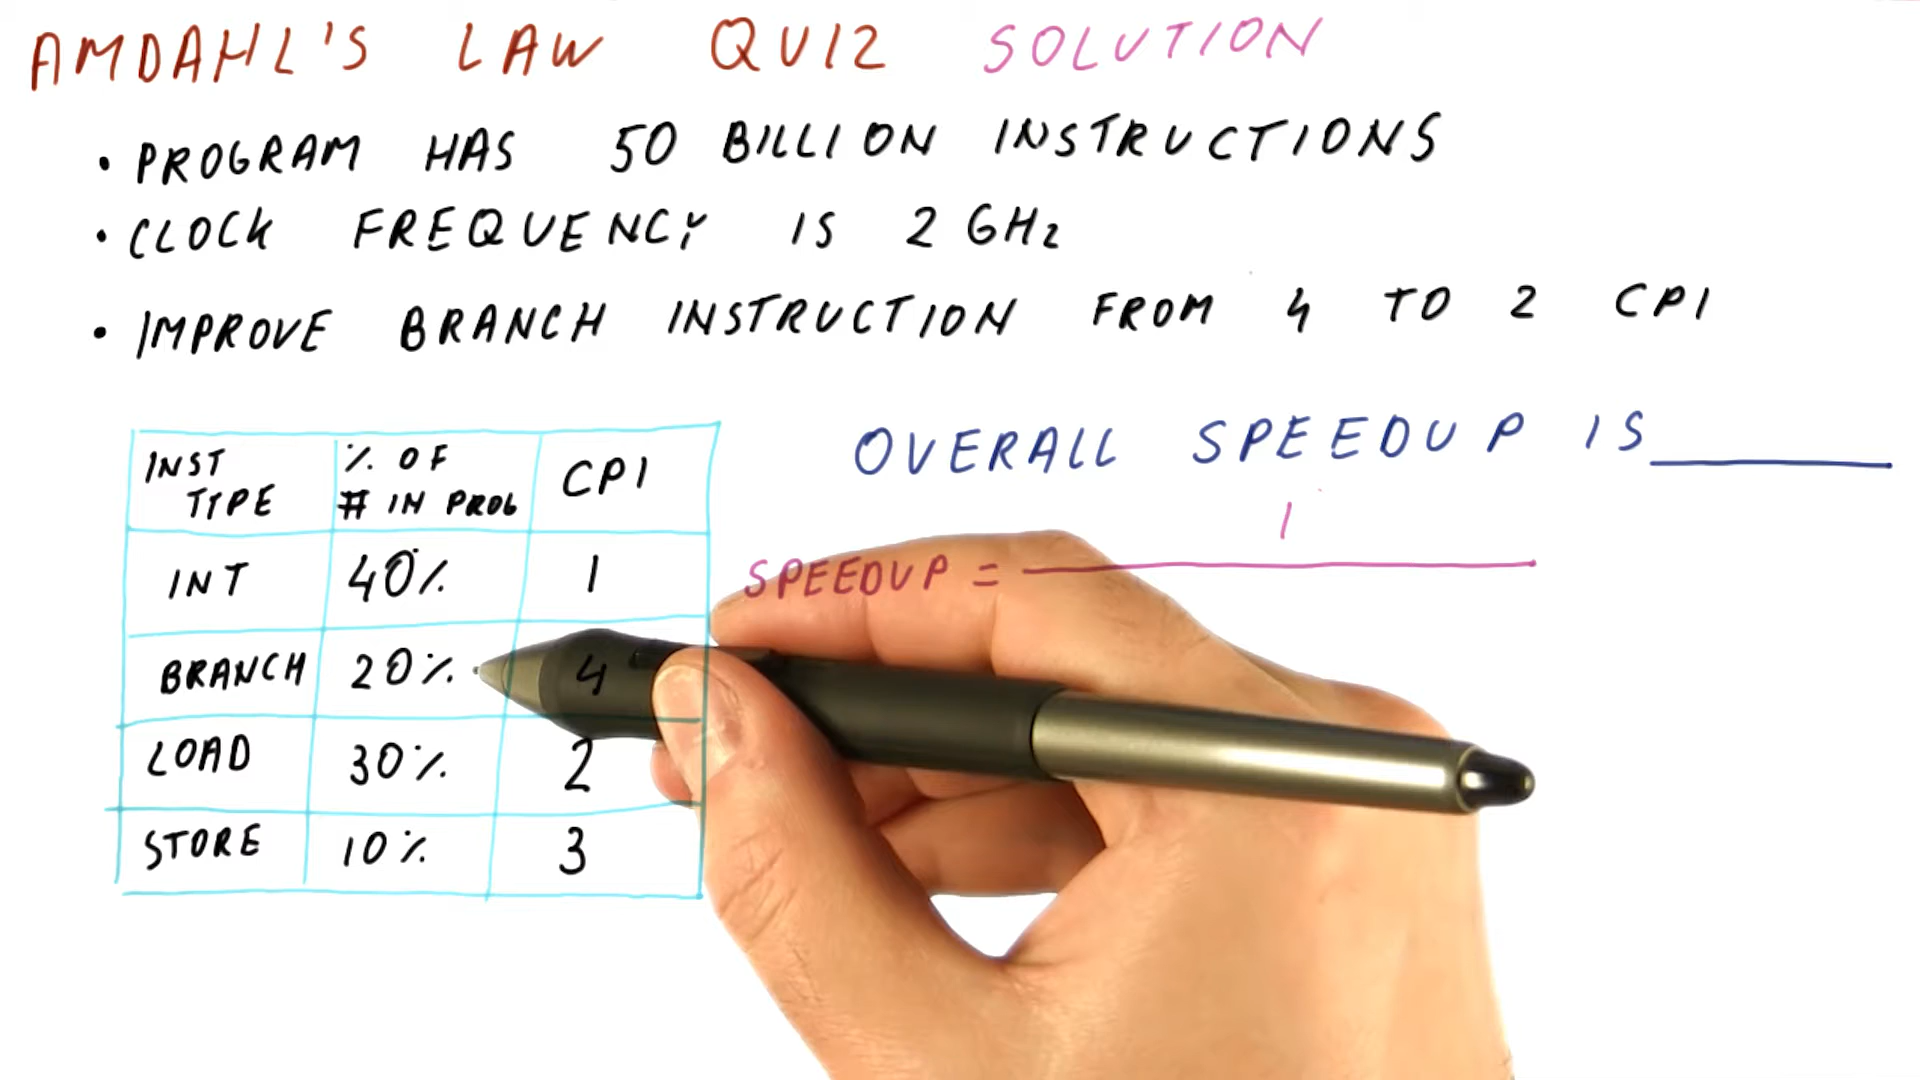 AMDAHL'S LAW QUIZ SOLUTION
• PROGRAM HAS 50 BILLION INSTRUCTIONS
• CLOCK FREQUENCY IS 2 GHz
• IMPROVE BRANCH INSTRUCTION FROM 4 TO 2 CPI
OVERALL SPEEDUP IS
INST TYPE % OF # IN PROG CPI
INT 40% 1
BRANCH 20% 4
LOAD 30% 2
STORE 10% 3
1
SPEEDUP =